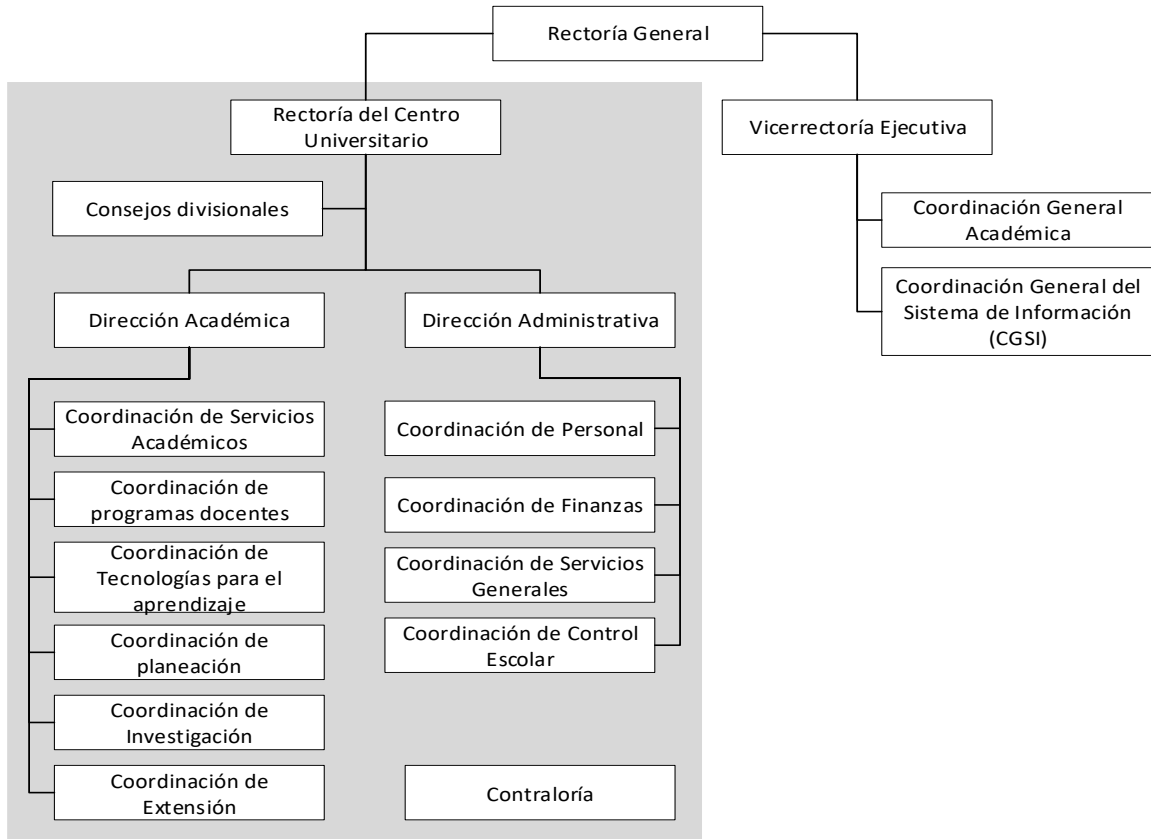 Rectoría General
Rectoría del Centro
Universitario
Vicerrectoría Ejecutiva
Consejos divisionales
Coordinación General
Académica
Coordinación General del
Sistema de Información
(CGSI)
Dirección Académica
Dirección Administrativa
Coordinación de Servicios
Académicos
Coordinación de
programas docentes
Coordinación de
Tecnologías para el
aprendizaje
Coordinación de
planeación
Coordinación de
Investigación
Coordinación de
Extensión
Coordinación de Personal
Coordinación de Finanzas
Coordinación de Servicios
Generales
Coordinación de Control
Escolar
Contraloría